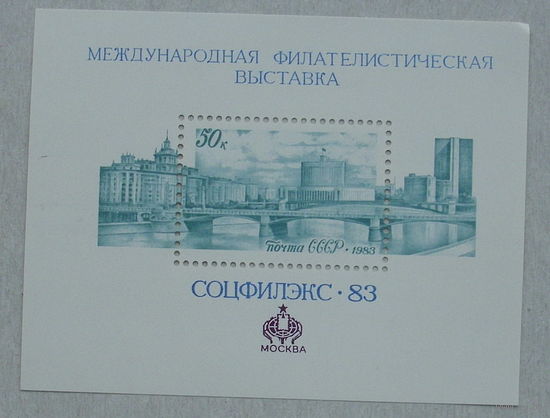 МЕЖДУНАРОДНАЯ ФИЛАТЕЛИСТИЧЕСКАЯ
ВЫСТАВКА
50к
почта СССР • 1983
СОЦФИЛЭКС • 83
МОСКВА